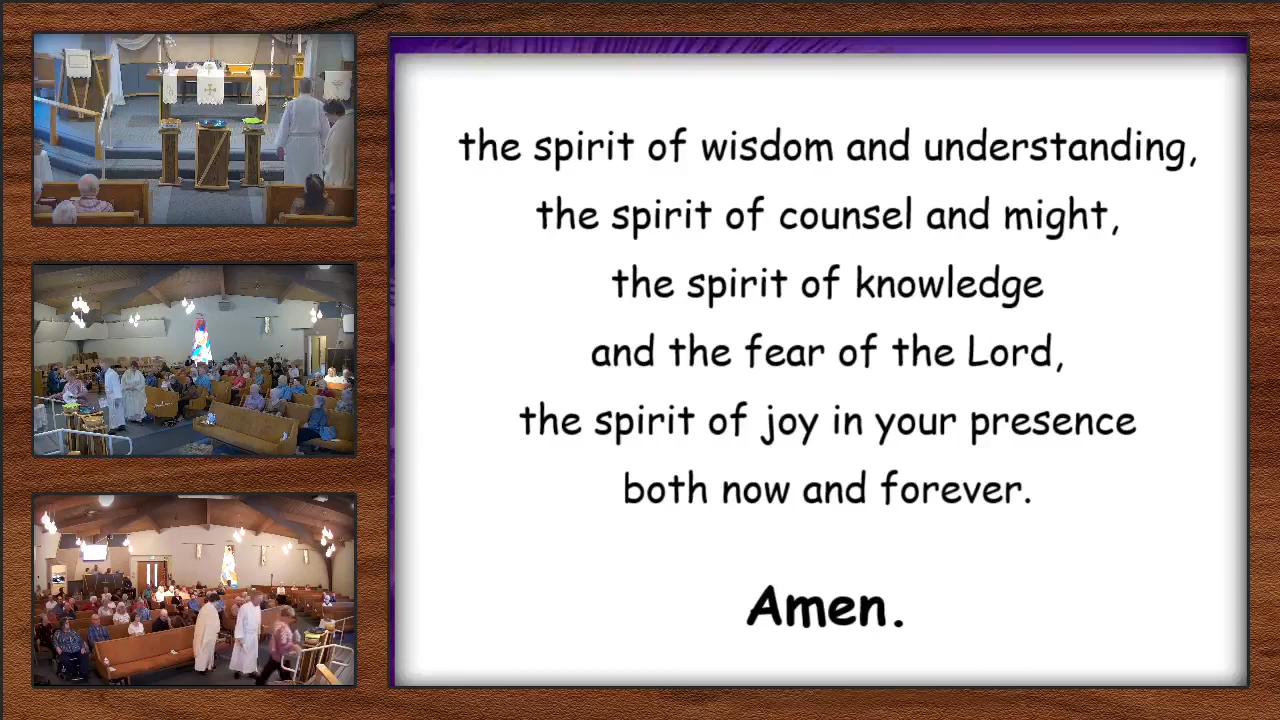 the spirit of wisdom and understanding,
the spirit of counsel and might,
the spirit of knowledge
and the fear of the Lord,
the spirit of joy in your presence
both now and forever.
Amen.